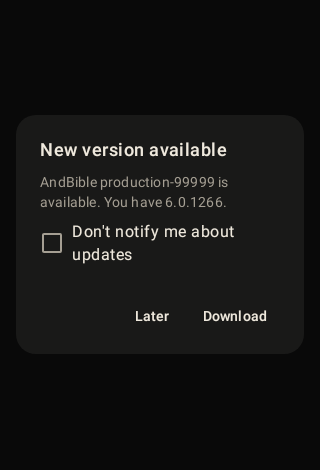 New version available
AndBible production-99999 is
available. You have 6.0.1266.
Don't notify me about
updates
Later Download